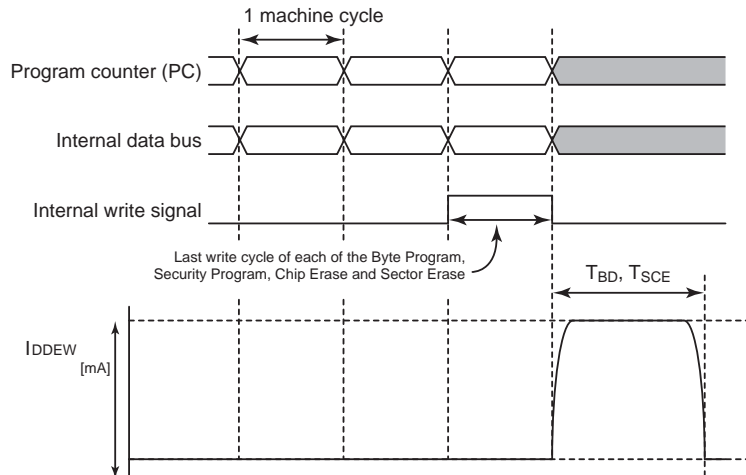 1 machine cycle
Program counter (PC)
Internal data bus
Internal write signal
Last write cycle of each of the Byte Program,
Security Program, Chip Erase and Sector Erase
TBD, TSCE
IDDEW
[mA]